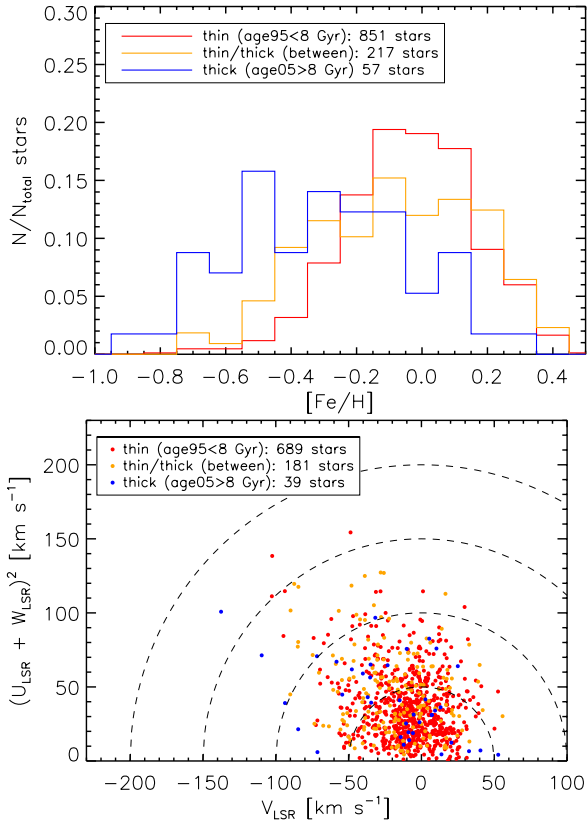 0.30
thin (age95<8 Gyr): 851 stars
thin/thick (between): 217 stars
thick (age05>8 Gyr) 57 stars
0.20
0.15
0.10
0.05
0.00
N/N_total stars
−1.0 −0.8 −0.6 −0.4 −0.2 0.0 0.2 0.4
[Fe/H]
thin (age95<8 Gyr): 689 stars
thin/thick (between): 181 stars
thick (age05>8 Gyr): 39 stars
200
150
100
50
0
(U_LSR + W_LSR)^2 [km s^-1]
−200 −150 −100 −50 0 50 100
V_LSR [km s^-1]